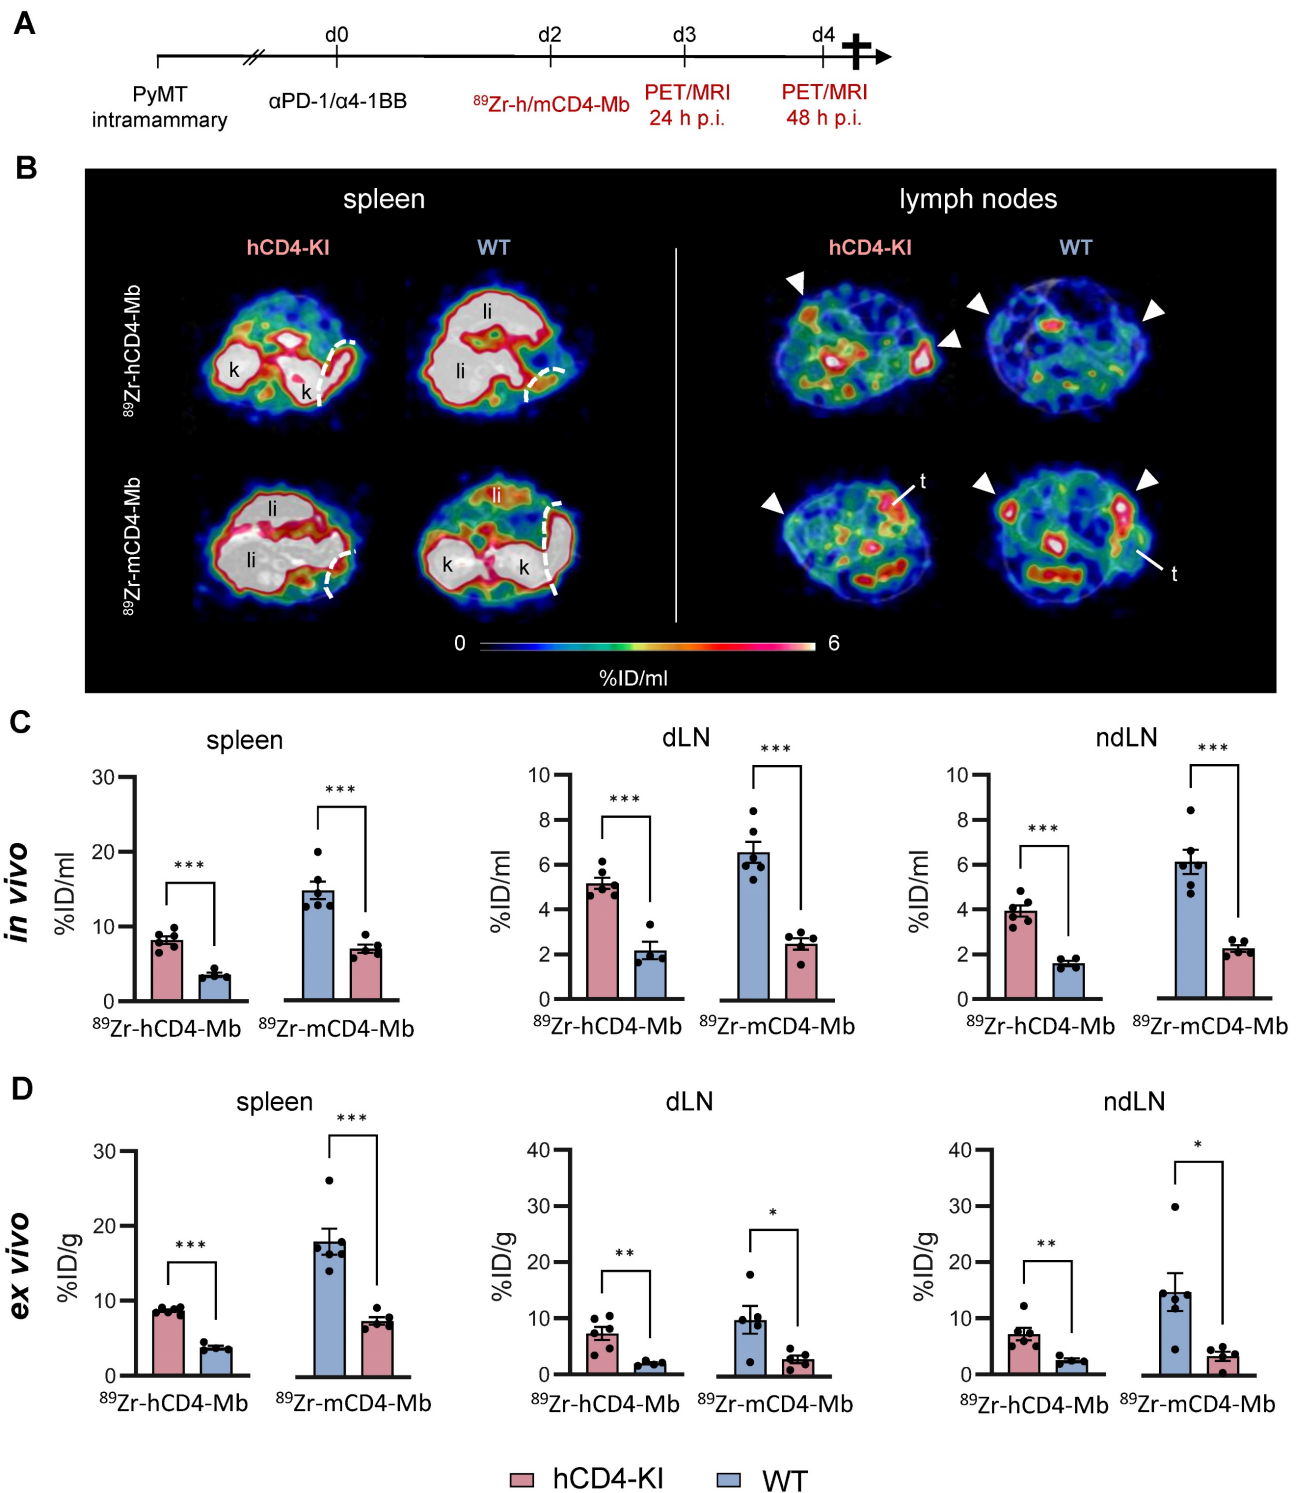 A
d0 d2 d3 d4
PyMT
intramammary
αPD-1/α4-1BB
⁸⁹Zr-h/mCD4-Mb
PET/MRI
24 h p.i.
PET/MRI
48 h p.i.
B
spleen lymph nodes
hCD4-KI WT hCD4-KI WT
⁸⁹Zr-hCD4-Mb
k k li li
⁸⁹Zr-mCD4-Mb
li li li k k t t
0 6
%ID/ml
C
in vivo
spleen
%ID/ml
30
20
10
0
*** ***
⁸⁹Zr-hCD4-Mb ⁸⁹Zr-mCD4-Mb
dLN
%ID/ml
10
8
6
4
2
0
*** ***
⁸⁹Zr-hCD4-Mb ⁸⁹Zr-mCD4-Mb
ndLN
%ID/ml
10
8
6
4
2
0
*** ***
⁸⁹Zr-hCD4-Mb ⁸⁹Zr-mCD4-Mb
D
ex vivo
spleen
%ID/g
30
20
10
0
*** ***
⁸⁹Zr-hCD4-Mb ⁸⁹Zr-mCD4-Mb
dLN
%ID/g
40
30
20
10
0
** *
⁸⁹Zr-hCD4-Mb ⁸⁹Zr-mCD4-Mb
ndLN
%ID/g
40
30
20
10
0
** *
⁸⁹Zr-hCD4-Mb ⁸⁹Zr-mCD4-Mb
hCD4-KI WT